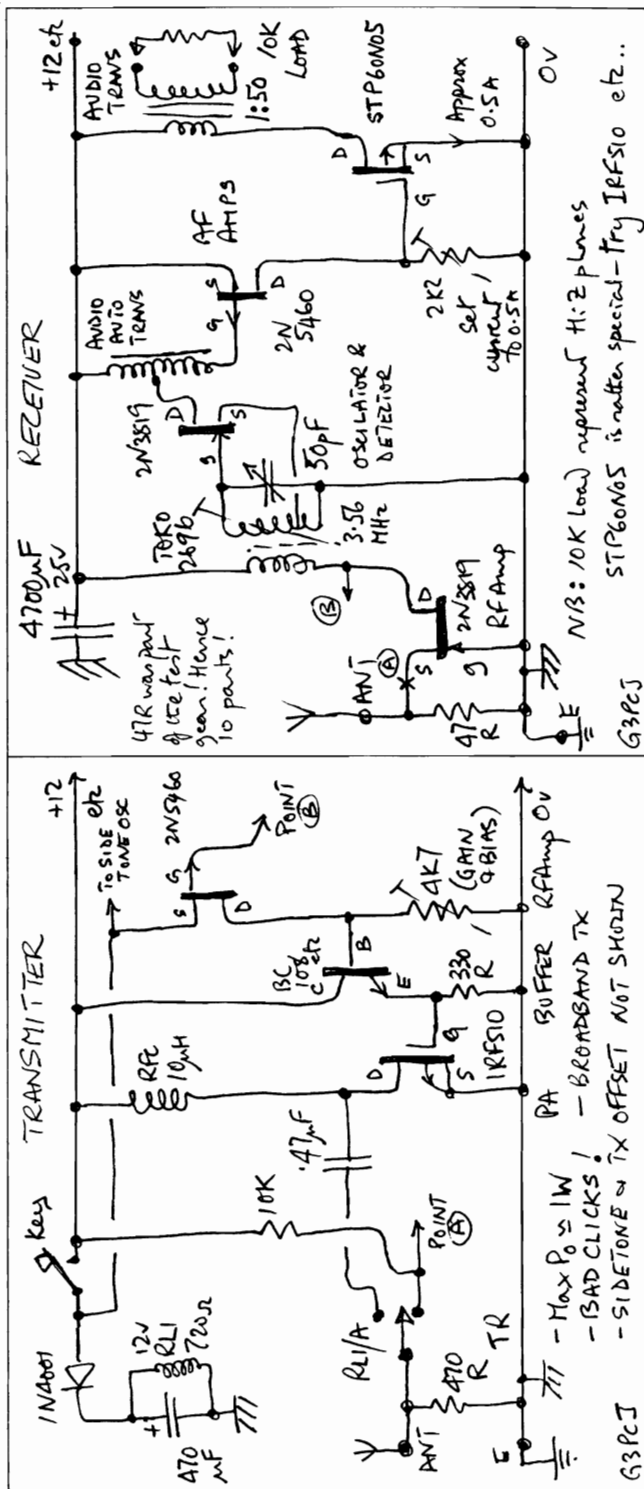 TRANSMITTER
Key
+12
etc
1N4001
12V
RL1
720Ω
+
470
μF
TO SIDE
TONE OSC
RFC
10μH
.47μF
10K
BC
108
C etc
B
E
S
G
D
2N5460
POINT
B
4K7
(GAIN
& BIAS)
330
R
D
G
S
IRF510
RL1/A
POINT
A
ANT
470
R
TR
E
PA
BUFFER
RF Amp
0V
- Max Po ≈ 1W
- BAD CLICKS!
- BROADBAND TX
- SIDETONE & TX OFFSET NOT SHOWN
G3PCJ
RECEIVER
4700μF
25V
+
+12 etc
47R was part
of the test
gear! Hence
10 parts!
TOKO
3.56
MHz
2N3819
D
S
g
50pF
OSCILLATOR &
DETECTOR
AUDIO
AUTO
TRANS
AF
AMPS
S
G
D
2N
5460
AUDIO
TRANS
1:50
10K
LOAD
STP60N05
D
G
S
Approx
0.5A
2K2
Set
current
to 0.5A
B
ANT
A
S
D
g
2N3819
RF Amp
47
R
E
0V
NB: 10K Load represent Hi Z phones
STP60N05 is rather special - try IRF510 etc..
G3PCJ